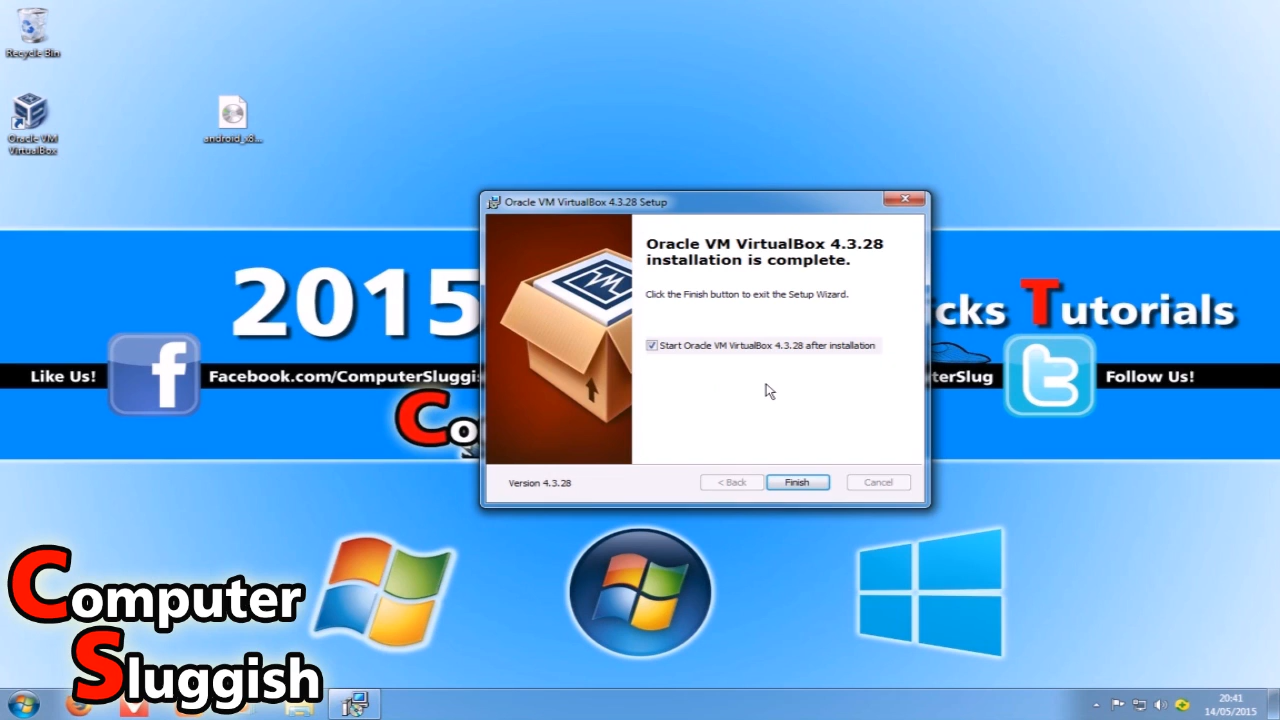 Recycle Bin
Oracle VM
VirtualBox
android_x8...
Oracle VM VirtualBox 4.3.28 Setup
Oracle VM VirtualBox 4.3.28
installation is complete.
Click the Finish button to exit the Setup Wizard.
Start Oracle VM VirtualBox 4.3.28 after installation
Version 4.3.28
< Back
Finish
Cancel
2015
icks Tutorials
Like Us!
Facebook.com/ComputerSluggis
terSlug
Follow Us!
Co
Computer
Sluggish
20:41
14/05/2015